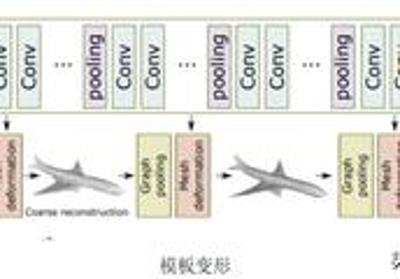 Conv
Conv
...
pooling
Conv
Conv
...
pooling
Conv
Conv
...
pooling
Conv
Conv
deformation
Coarse reconstruction
Graph pooling
Mesh deformation
Graph pooling
Mesh deformation
模板变形